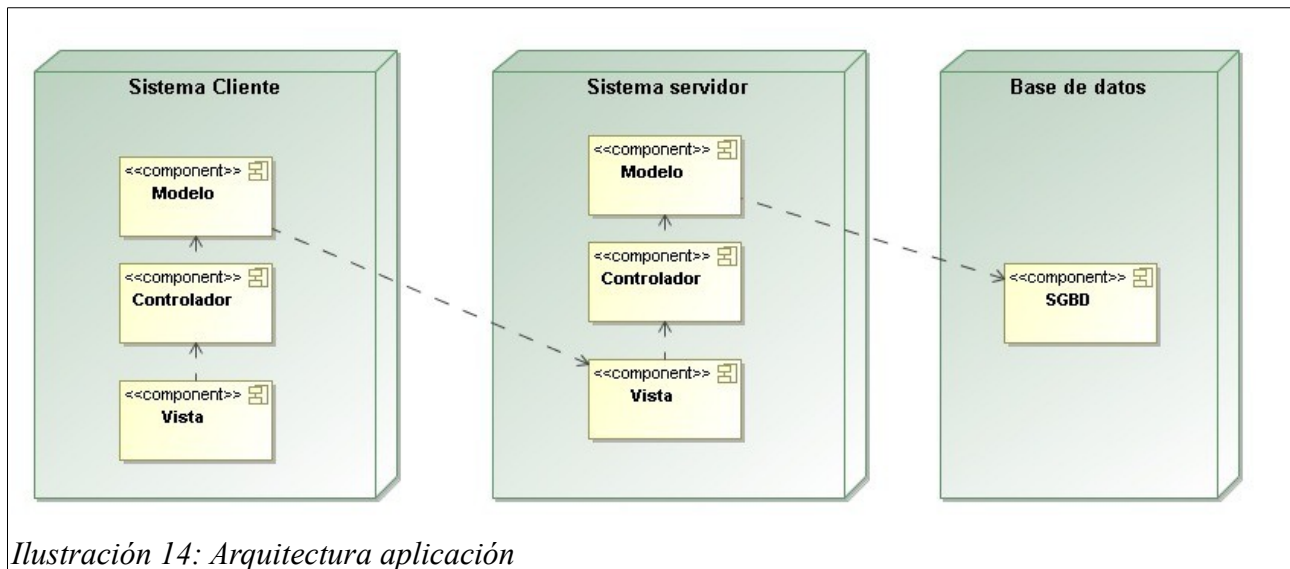 Sistema Cliente
<<component>>
Modelo
<<component>>
Controlador
<<component>>
Vista
Sistema servidor
<<component>>
Modelo
<<component>>
Controlador
<<component>>
Vista
Base de datos
<<component>>
SGBD
Ilustración 14: Arquitectura aplicación